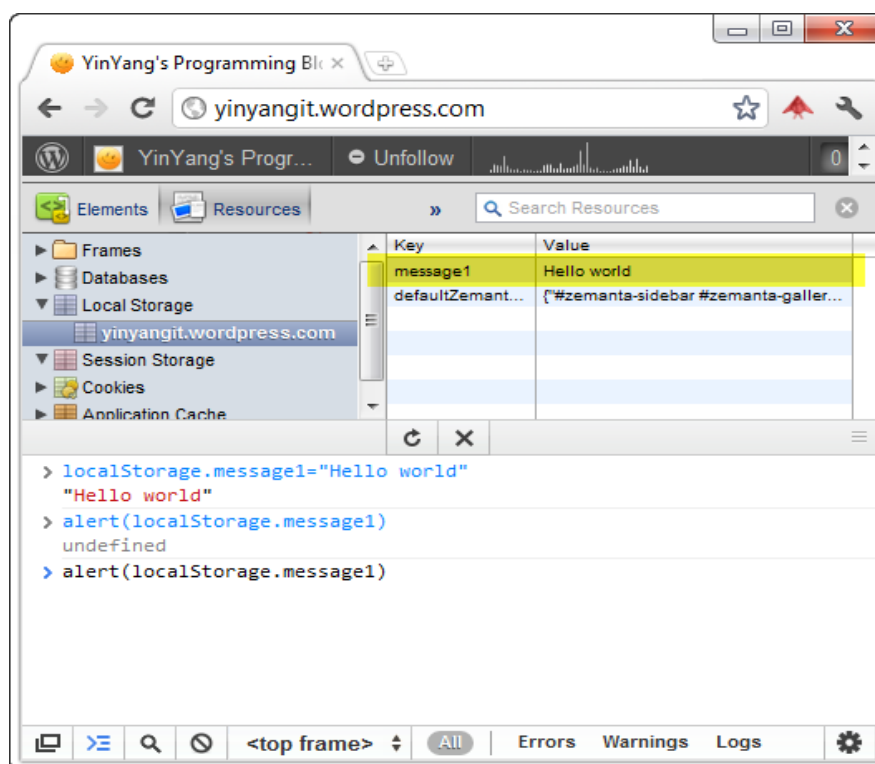 YinYang's Programming Blc
yinyangit.wordpress.com
YinYang's Progr... Unfollow 0
Elements Resources » Search Resources
Frames
Databases
Local Storage
yinyangit.wordpress.com
Session Storage
Cookies
Application Cache
Key Value
message1 Hello world
defaultZemant... {"#zemanta-sidebar #zemanta-galler...
> localStorage.message1="Hello world"
"Hello world"
> alert(localStorage.message1)
undefined
> alert(localStorage.message1)
<top frame> All Errors Warnings Logs